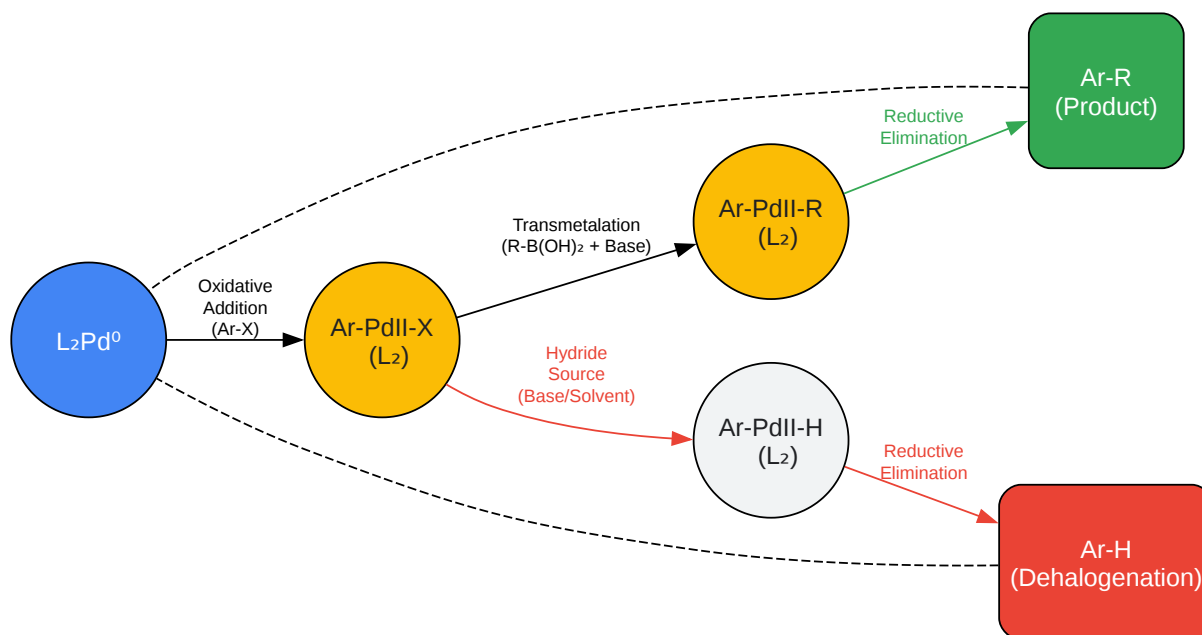 L₂Pd⁰
Oxidative
Addition
(Ar-X)
Ar-PdII-X
(L₂)
Transmetalation
(R-B(OH)₂ + Base)
Ar-PdII-R
(L₂)
Reductive
Elimination
Ar-R
(Product)
Hydride
Source
(Base/Solvent)
Ar-PdII-H
(L₂)
Reductive
Elimination
Ar-H
(Dehalogenation)